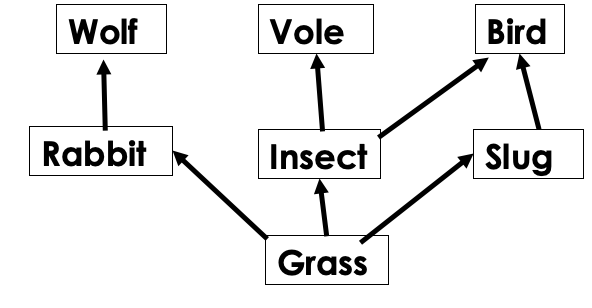 Wolf
Vole
Bird
Rabbit
Insect
Slug
Grass